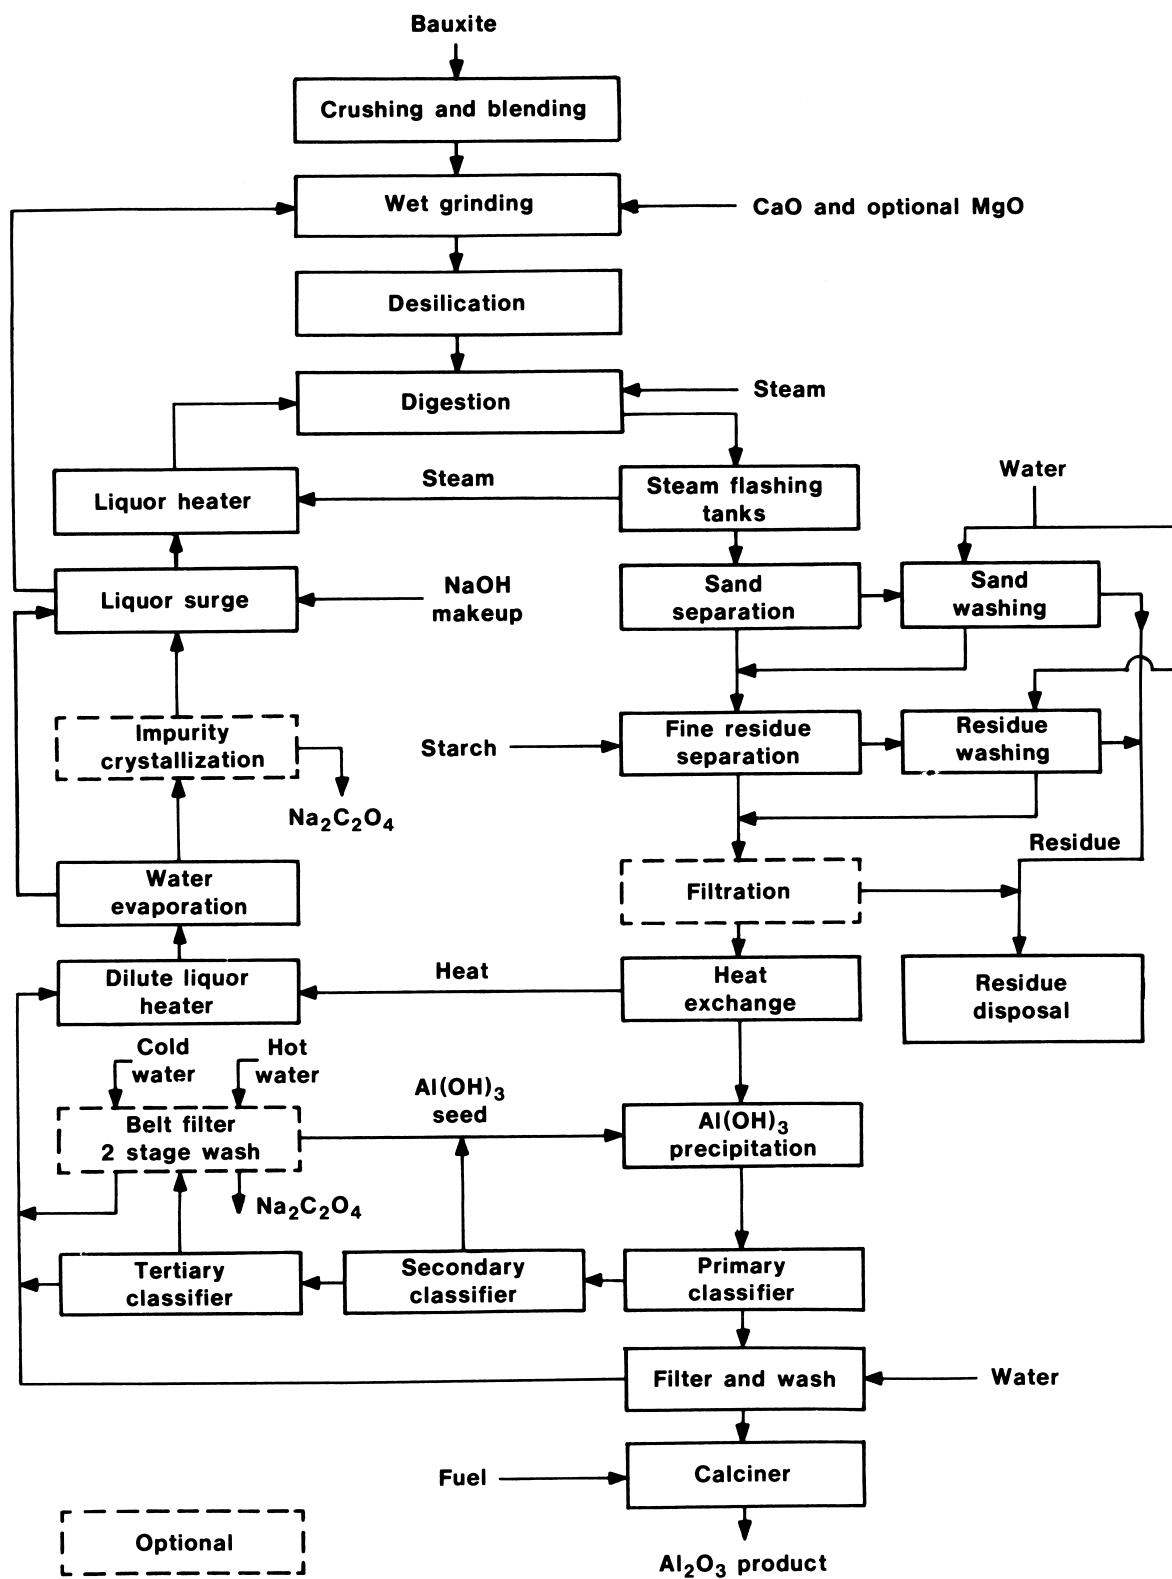 Bauxite
Crushing and blending
Wet grinding
CaO and optional MgO
Desilication
Digestion
Steam
Liquor heater
Steam
Steam flashing
tanks
Water
Liquor surge
NaOH
makeup
Sand
separation
Sand
washing
Impurity
crystallization
Na₂C₂O₄
Starch
Fine residue
separation
Residue
washing
Residue
Water
evaporation
Filtration
Dilute liquor
heater
Heat
Heat
exchange
Residue
disposal
Cold
water
Hot
water
Belt filter
2 stage wash
Al(OH)₃
seed
Al(OH)₃
precipitation
Na₂C₂O₄
Tertiary
classifier
Secondary
classifier
Primary
classifier
Filter and wash
Water
Fuel
Calciner
Optional
Al₂O₃ product